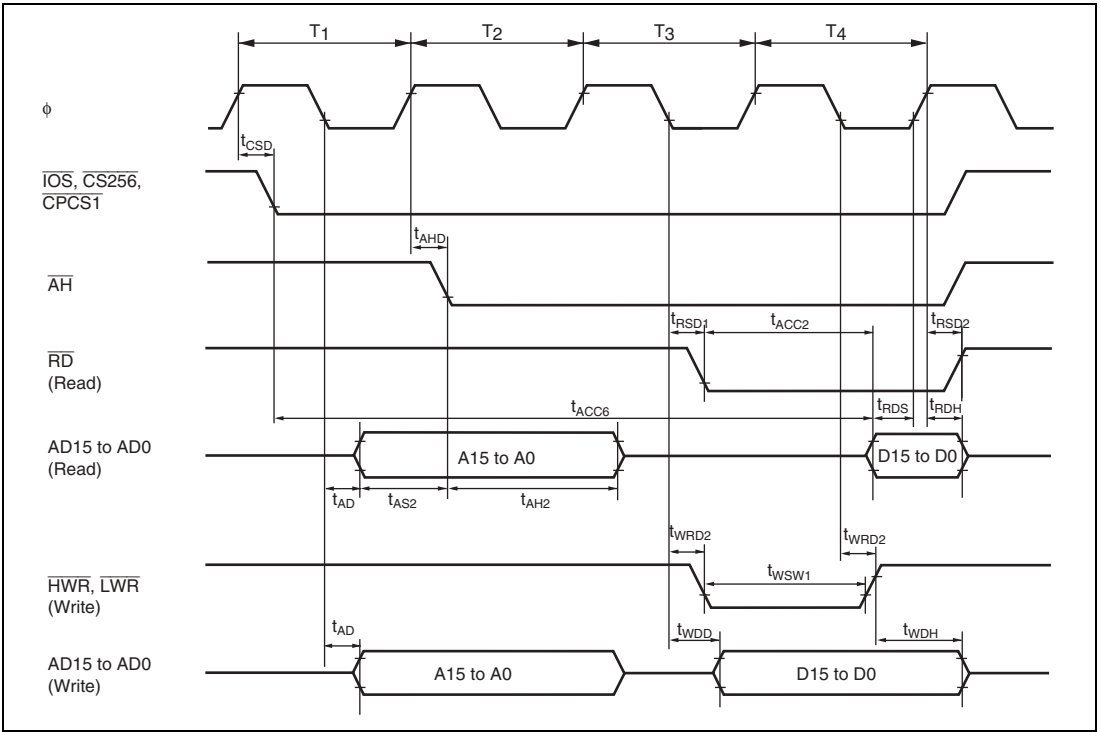 T1 T2 T3 T4
ϕ
tCSD
IOS, CS256,
CPCS1
tAHD
AH
tRSD1 tACC2 tRSD2
RD
(Read)
tACC6 tRDS tRDH
AD15 to AD0
(Read)
A15 to A0 D15 to D0
tAD tAS2 tAH2
tWRD2 tWRD2
HWR, LWR
(Write)
tWSW1
tAD tWDD tWDH
AD15 to AD0
(Write)
A15 to A0 D15 to D0